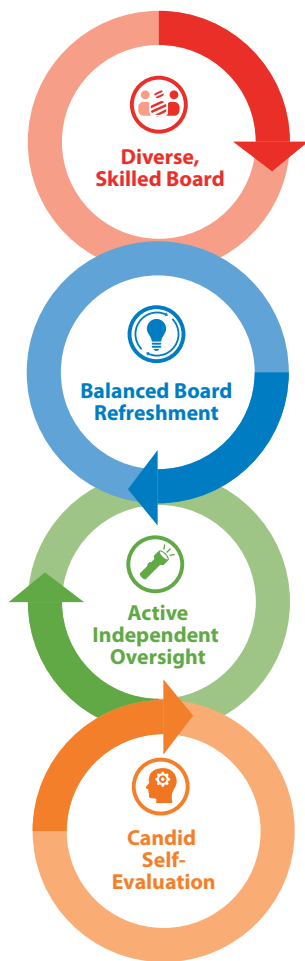 Diverse,
Skilled Board
Balanced Board
Refreshment
Active
Independent
Oversight
Candid
Self-
Evaluation